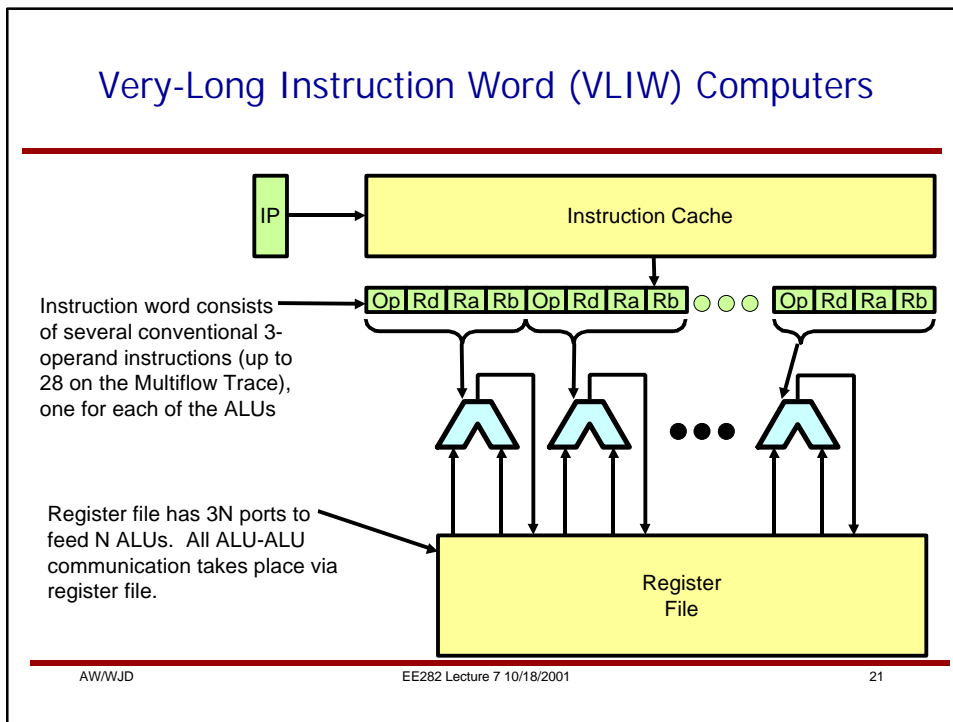 Very-Long Instruction Word (VLIW) Computers
IP
Instruction Cache
Op Rd Ra Rb Op Rd Ra Rb Op Rd Ra Rb
Instruction word consists
of several conventional 3-
operand instructions (up to
28 on the Multiflow Trace),
one for each of the ALUs
Register file has 3N ports to
feed N ALUs.  All ALU-ALU
communication takes place via
register file.
Register
File
AW/WJD EE282 Lecture 7 10/18/2001 21